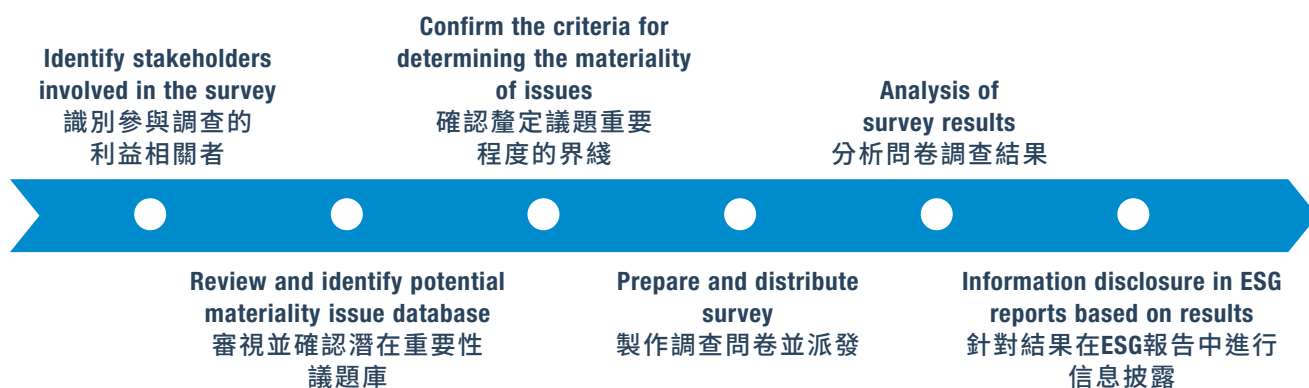 Identify stakeholders
involved in the survey
識別參與調查的
利益相關者
Review and identify potential
materiality issue database
審視並確認潛在重要性
議題庫
Confirm the criteria for
determining the materiality
of issues
確認釐定議題重要
程度的界綫
Prepare and distribute
survey
製作調查問卷並派發
Analysis of
survey results
分析問卷調查結果
Information disclosure in ESG
reports based on results
針對結果在ESG報告中進行
信息披露